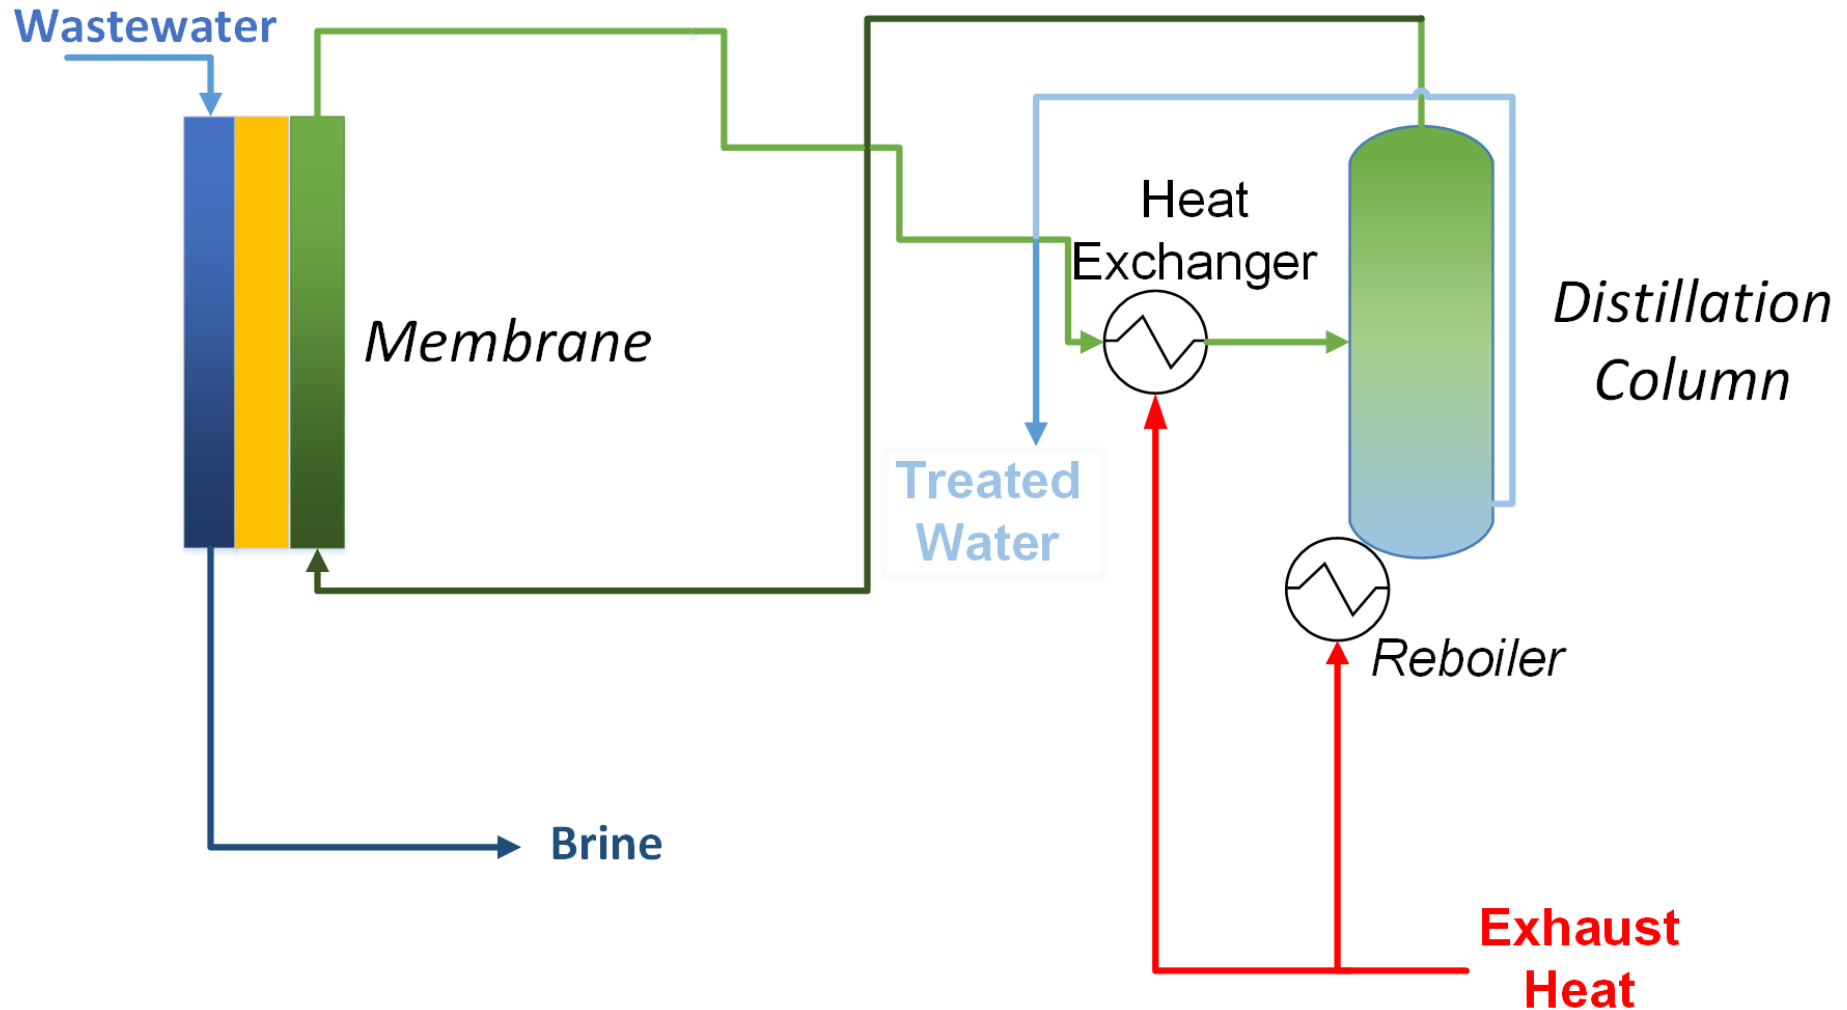 Wastewater
Heat
Exchanger
Distillation
Column
Membrane
Treated
Water
Reboiler
Brine
Exhaust
Heat